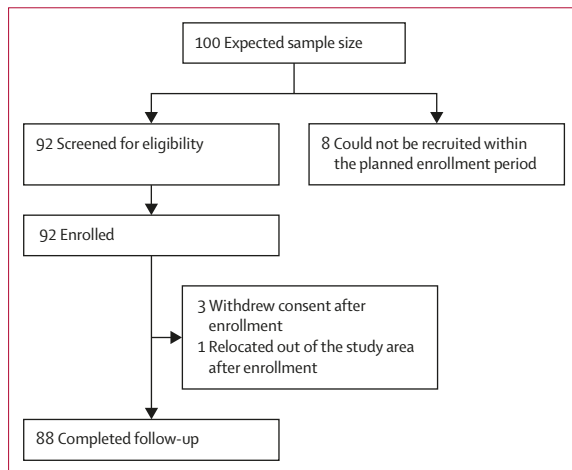 100 Expected sample size
92 Screened for eligibility
8 Could not be recruited within
the planned enrollment period
92 Enrolled
3 Withdrew consent after
enrollment
1 Relocated out of the study area
after enrollment
88 Completed follow-up